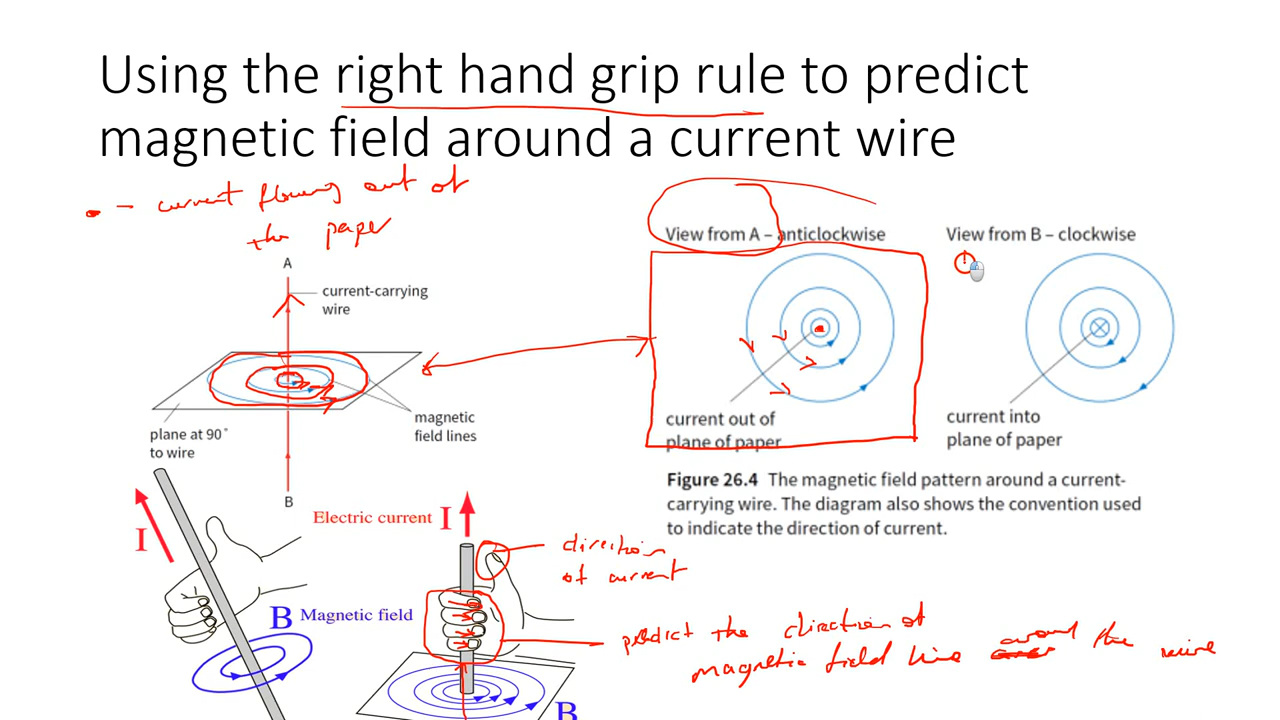 Using the right hand grip rule to predict
magnetic field around a current wire
• - current flowing out of
the paper
View from A – anticlockwise
View from B – clockwise
A
current-carrying
wire
magnetic
field lines
plane at 90°
to wire
B
current out of
plane of paper
current into
plane of paper
Figure 26.4 The magnetic field pattern around a current-
carrying wire. The diagram also shows the convention used
to indicate the direction of current.
I
Electric current I
direction
of current
B Magnetic field
predict the direction of
magnetic field line around the wire
B